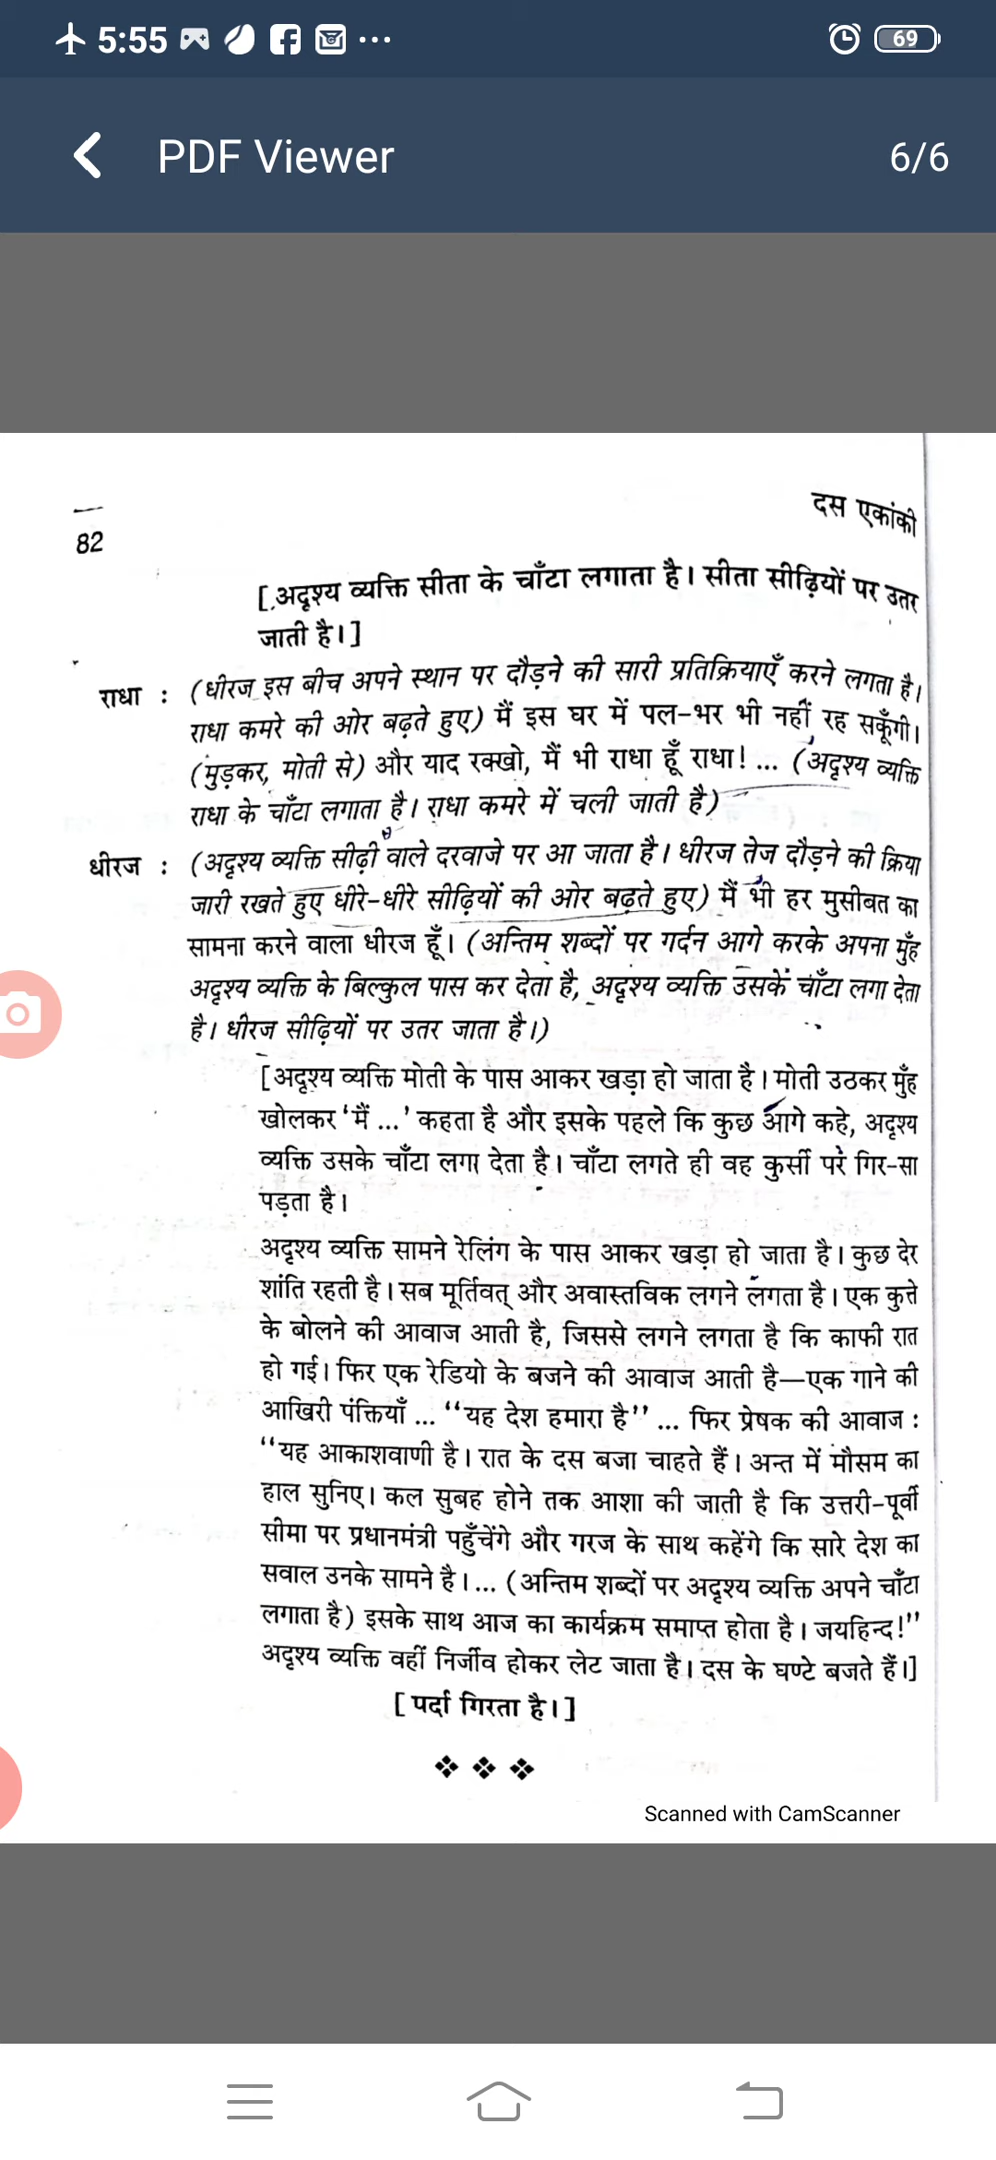 5:55
69
PDF Viewer
6/6
दस एकांकी
82
[अदृश्य व्यक्ति सीता के चाँटा लगाता है। सीता सीढ़ियों पर उतर
जाती है।]
राधा : (धीरज इस बीच अपने स्थान पर दौड़ने की सारी प्रतिक्रियाएँ करने लगता है।
राधा कमरे की ओर बढ़ते हुए) मैं इस घर में पल-भर भी नहीं रह सकूँगी।
(मुड़कर, मोती से) और याद रक्खो, मैं भी राधा हूँ राधा! ... (अदृश्य व्यक्ति
राधा के चाँटा लगाता है। राधा कमरे में चली जाती है)
धीरज : (अदृश्य व्यक्ति सीढ़ी वाले दरवाजे पर आ जाता है। धीरज तेज दौड़ने की क्रिया
जारी रखते हुए धीरे-धीरे सीढ़ियों की ओर बढ़ते हुए) मैं भी हर मुसीबत का
सामना करने वाला धीरज हूँ। (अन्तिम शब्दों पर गर्दन आगे करके अपना मुँह
अदृश्य व्यक्ति के बिल्कुल पास कर देता है, अदृश्य व्यक्ति उसके चाँटा लगा देता
है। धीरज सीढ़ियों पर उतर जाता है।)
[अदृश्य व्यक्ति मोती के पास आकर खड़ा हो जाता है। मोती उठकर मुँह
खोलकर ‘मैं ...’ कहता है और इसके पहले कि कुछ आगे कहे, अदृश्य
व्यक्ति उसके चाँटा लगा देता है। चाँटा लगते ही वह कुर्सी पर गिर-सा
पड़ता है।
अदृश्य व्यक्ति सामने रेलिंग के पास आकर खड़ा हो जाता है। कुछ देर
शांति रहती है। सब मूर्तिवत् और अवास्तविक लगने लगता है। एक कुत्ते
के बोलने की आवाज आती है, जिससे लगने लगता है कि काफी रात
हो गई। फिर एक रेडियो के बजने की आवाज आती है—एक गाने की
आखिरी पंक्तियाँ ... ‘‘यह देश हमारा है’’ ... फिर प्रेषक की आवाज :
‘‘यह आकाशवाणी है। रात के दस बजा चाहते हैं। अन्त में मौसम का
हाल सुनिए। कल सुबह होने तक आशा की जाती है कि उत्तरी-पूर्वी
सीमा पर प्रधानमंत्री पहुँचेंगे और गरज के साथ कहेंगे कि सारे देश का
सवाल उनके सामने है।... (अन्तिम शब्दों पर अदृश्य व्यक्ति अपने चाँटा
लगाता है) इसके साथ आज का कार्यक्रम समाप्त होता है। जयहिन्द!’’
अदृश्य व्यक्ति वहीं निर्जीव होकर लेट जाता है। दस के घण्टे बजते हैं।]
[पर्दा गिरता है।]
Scanned with CamScanner